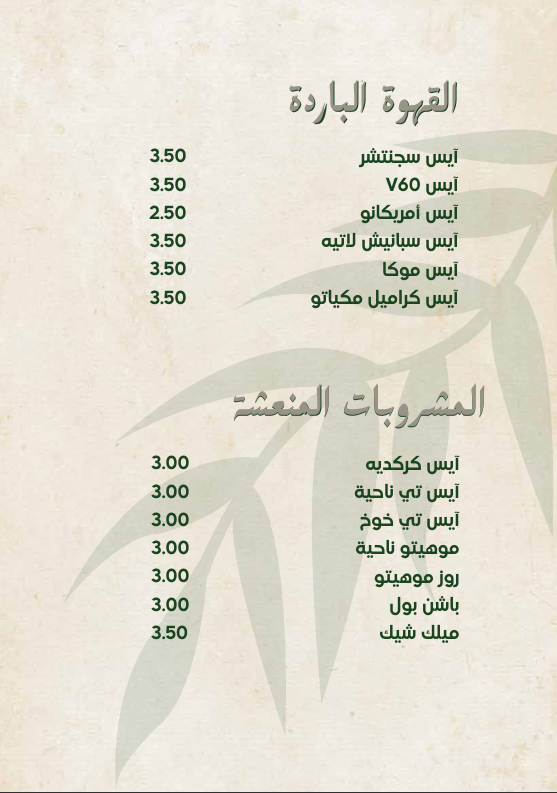 القهوة الباردة
آيس سجنتشر 3.50
آيس V60 3.50
آيس أمريكانو 2.50
آيس سبانيش لاتيه 3.50
آيس موكا 3.50
آيس كراميل مكياتو 3.50
المشروبات المنعشة
آيس كركديه 3.00
آيس تي ناحية 3.00
آيس تي خوخ 3.00
موهيتو ناحية 3.00
روز موهيتو 3.00
باشن بول 3.00
ميلك شيك 3.50